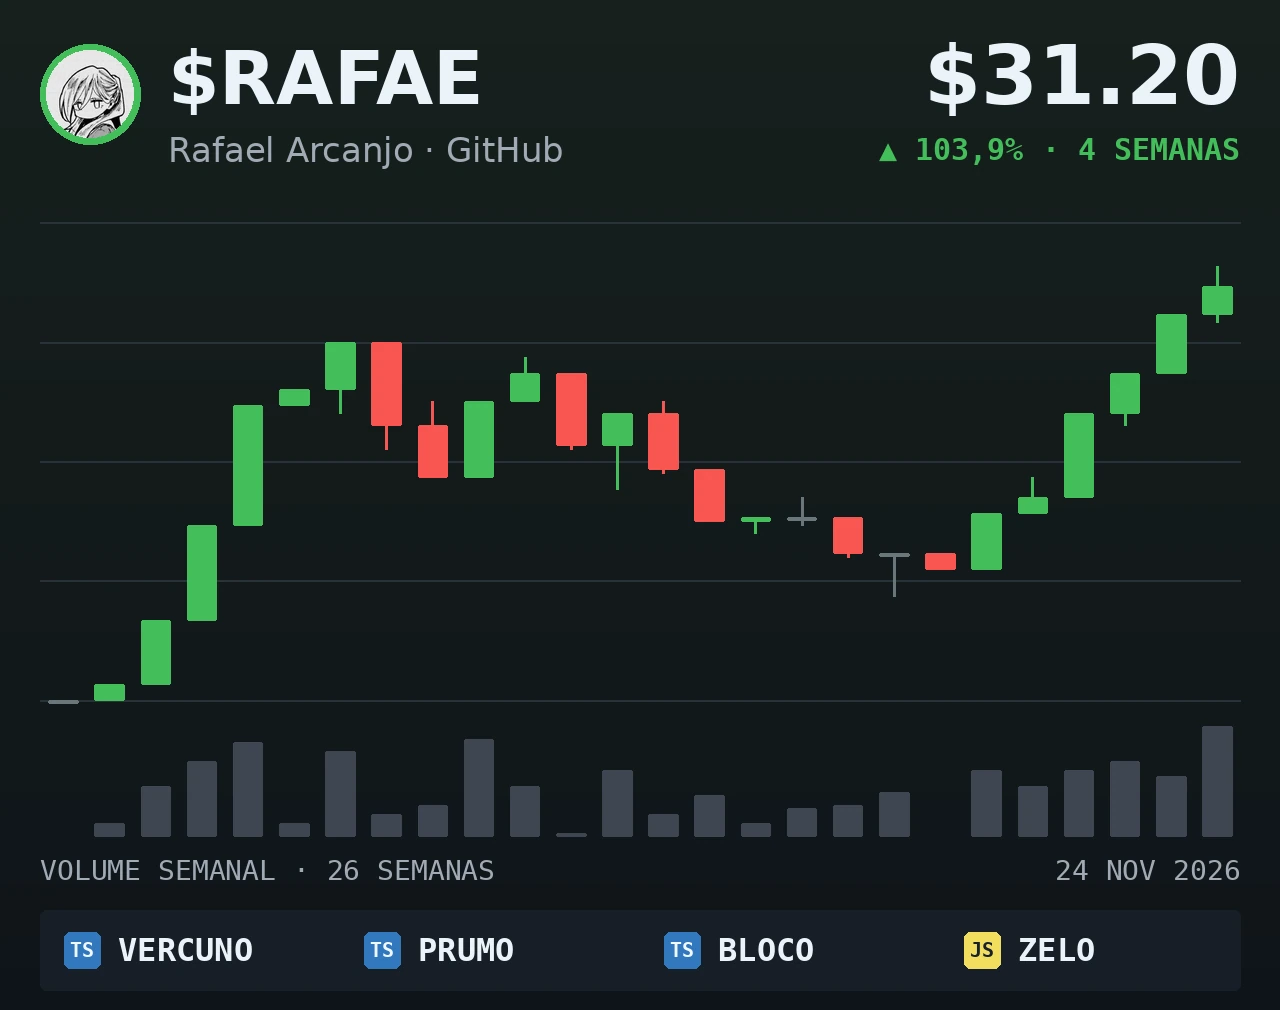 $RAFAE
Rafael Arcanjo · GitHub
$31.20
▲ 103,9% · 4 SEMANAS
VOLUME SEMANAL · 26 SEMANAS
24 NOV 2026
TS VERCUNO
TS PRUMO
TS BLOCO
JS ZELO